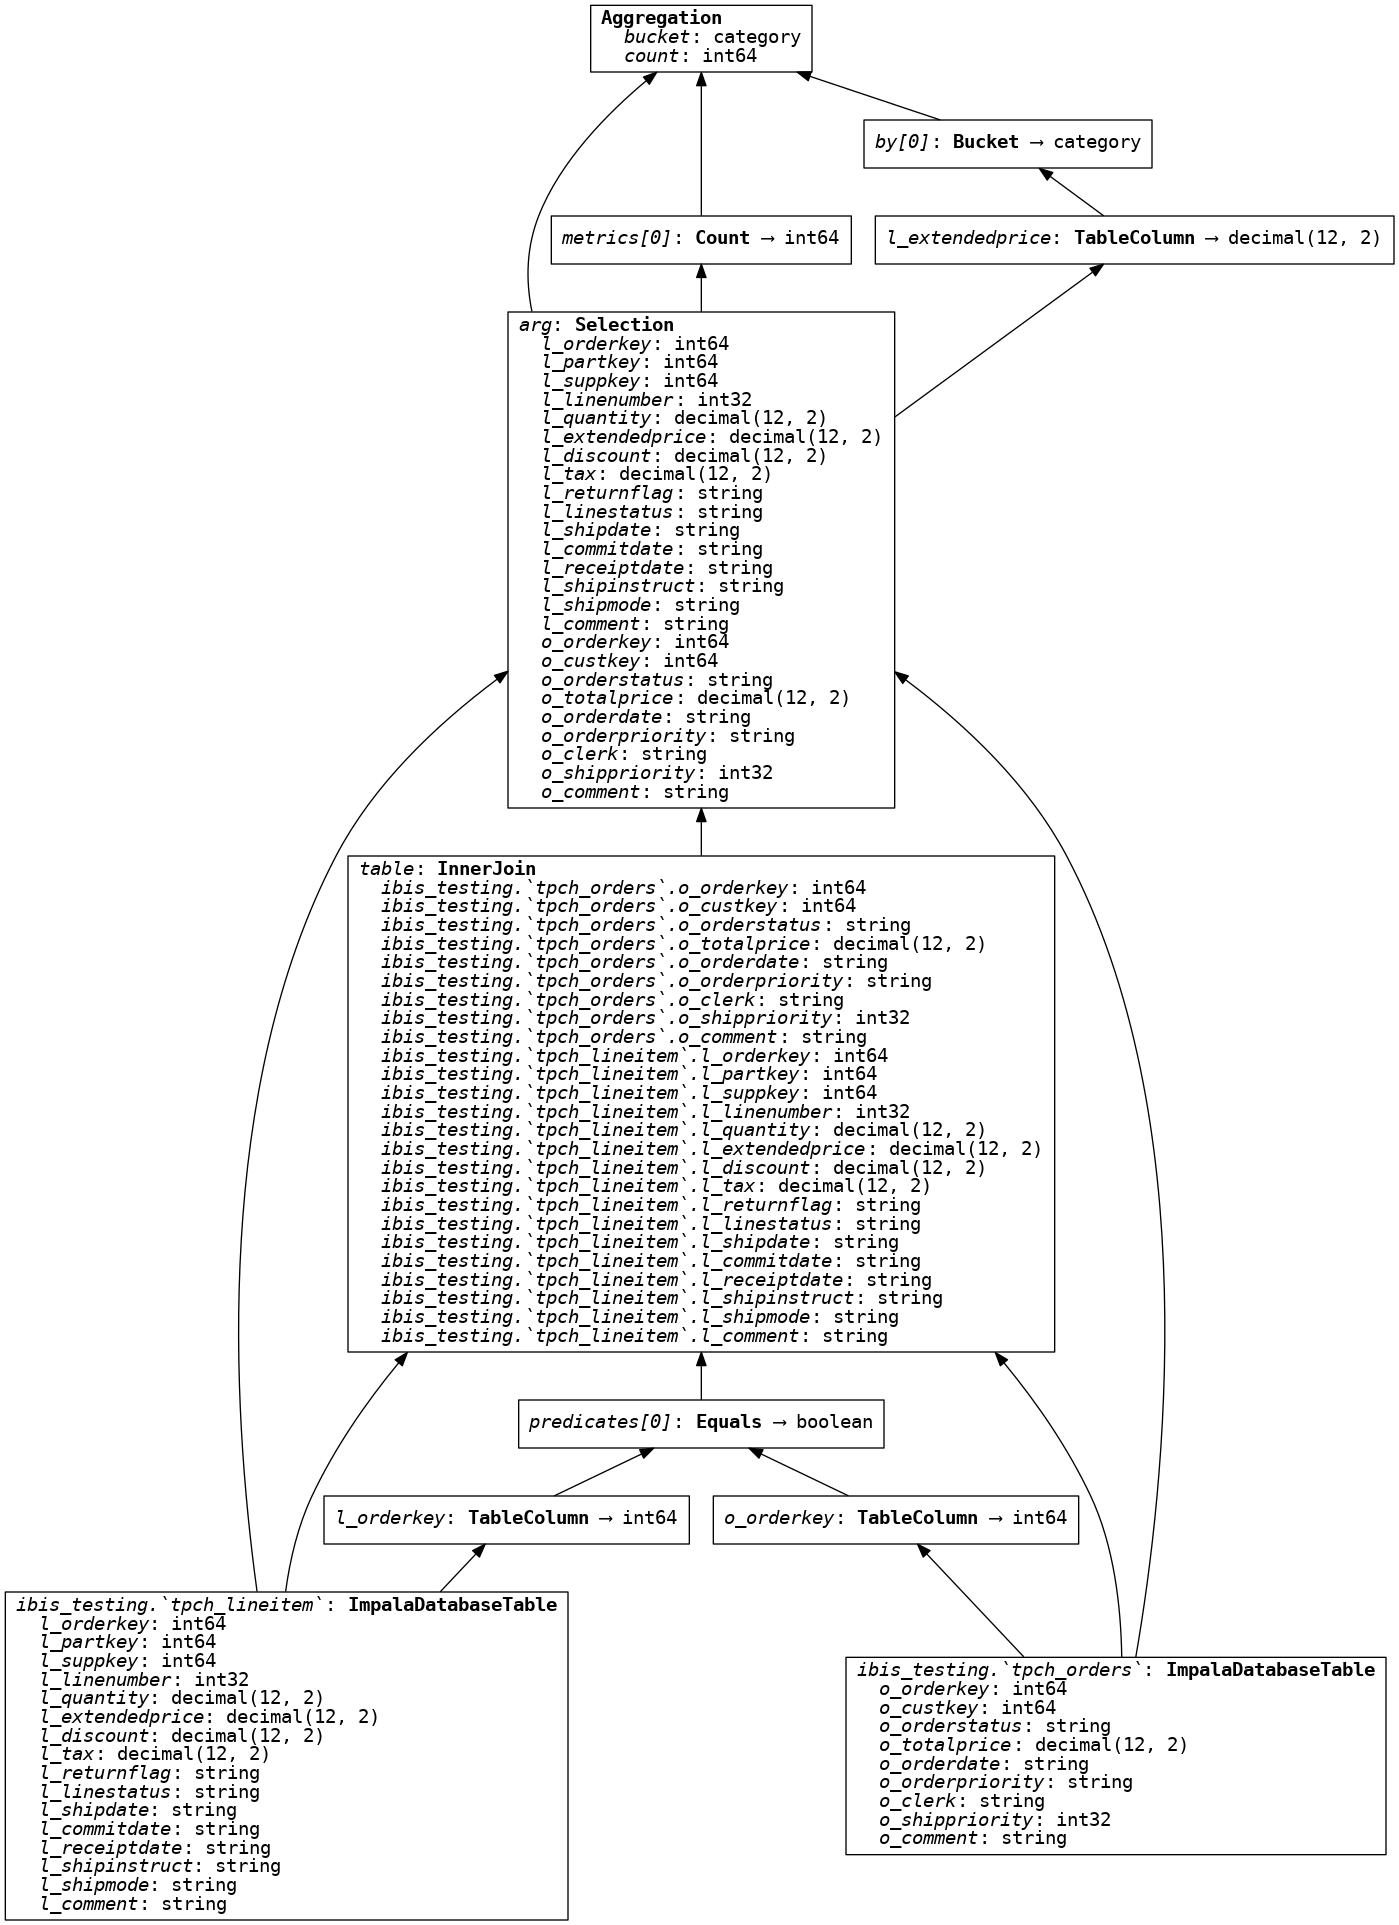 Aggregation
bucket: category
count: int64
by[0]: Bucket → category
metrics[0]: Count → int64
l_extendedprice: TableColumn → decimal(12, 2)
arg: Selection
l_orderkey: int64
l_partkey: int64
l_suppkey: int64
l_linenumber: int32
l_quantity: decimal(12, 2)
l_extendedprice: decimal(12, 2)
l_discount: decimal(12, 2)
l_tax: decimal(12, 2)
l_returnflag: string
l_linestatus: string
l_shipdate: string
l_commitdate: string
l_receiptdate: string
l_shipinstruct: string
l_shipmode: string
l_comment: string
o_orderkey: int64
o_custkey: int64
o_orderstatus: string
o_totalprice: decimal(12, 2)
o_orderdate: string
o_orderpriority: string
o_clerk: string
o_shippriority: int32
o_comment: string
table: InnerJoin
ibis_testing.`tpch_orders`.o_orderkey: int64
ibis_testing.`tpch_orders`.o_custkey: int64
ibis_testing.`tpch_orders`.o_orderstatus: string
ibis_testing.`tpch_orders`.o_totalprice: decimal(12, 2)
ibis_testing.`tpch_orders`.o_orderdate: string
ibis_testing.`tpch_orders`.o_orderpriority: string
ibis_testing.`tpch_orders`.o_clerk: string
ibis_testing.`tpch_orders`.o_shippriority: int32
ibis_testing.`tpch_orders`.o_comment: string
ibis_testing.`tpch_lineitem`.l_orderkey: int64
ibis_testing.`tpch_lineitem`.l_partkey: int64
ibis_testing.`tpch_lineitem`.l_suppkey: int64
ibis_testing.`tpch_lineitem`.l_linenumber: int32
ibis_testing.`tpch_lineitem`.l_quantity: decimal(12, 2)
ibis_testing.`tpch_lineitem`.l_extendedprice: decimal(12, 2)
ibis_testing.`tpch_lineitem`.l_discount: decimal(12, 2)
ibis_testing.`tpch_lineitem`.l_tax: decimal(12, 2)
ibis_testing.`tpch_lineitem`.l_returnflag: string
ibis_testing.`tpch_lineitem`.l_linestatus: string
ibis_testing.`tpch_lineitem`.l_shipdate: string
ibis_testing.`tpch_lineitem`.l_commitdate: string
ibis_testing.`tpch_lineitem`.l_receiptdate: string
ibis_testing.`tpch_lineitem`.l_shipinstruct: string
ibis_testing.`tpch_lineitem`.l_shipmode: string
ibis_testing.`tpch_lineitem`.l_comment: string
predicates[0]: Equals → boolean
l_orderkey: TableColumn → int64
o_orderkey: TableColumn → int64
ibis_testing.`tpch_lineitem`: ImpalaDatabaseTable
l_orderkey: int64
l_partkey: int64
l_suppkey: int64
l_linenumber: int32
l_quantity: decimal(12, 2)
l_extendedprice: decimal(12, 2)
l_discount: decimal(12, 2)
l_tax: decimal(12, 2)
l_returnflag: string
l_linestatus: string
l_shipdate: string
l_commitdate: string
l_receiptdate: string
l_shipinstruct: string
l_shipmode: string
l_comment: string
ibis_testing.`tpch_orders`: ImpalaDatabaseTable
o_orderkey: int64
o_custkey: int64
o_orderstatus: string
o_totalprice: decimal(12, 2)
o_orderdate: string
o_orderpriority: string
o_clerk: string
o_shippriority: int32
o_comment: string